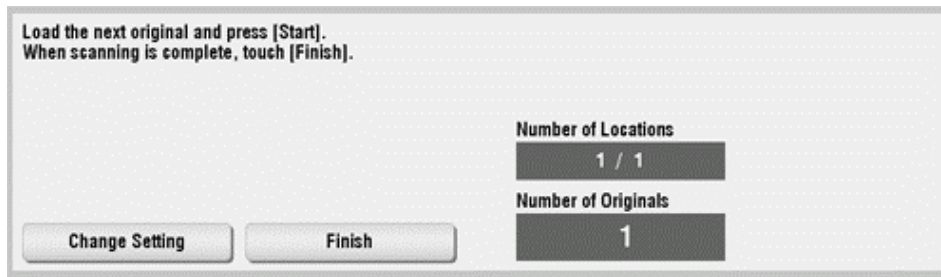 Load the next original and press [Start].
When scanning is complete, touch [Finish].
Number of Locations
1 / 1
Number of Originals
1
Change Setting
Finish